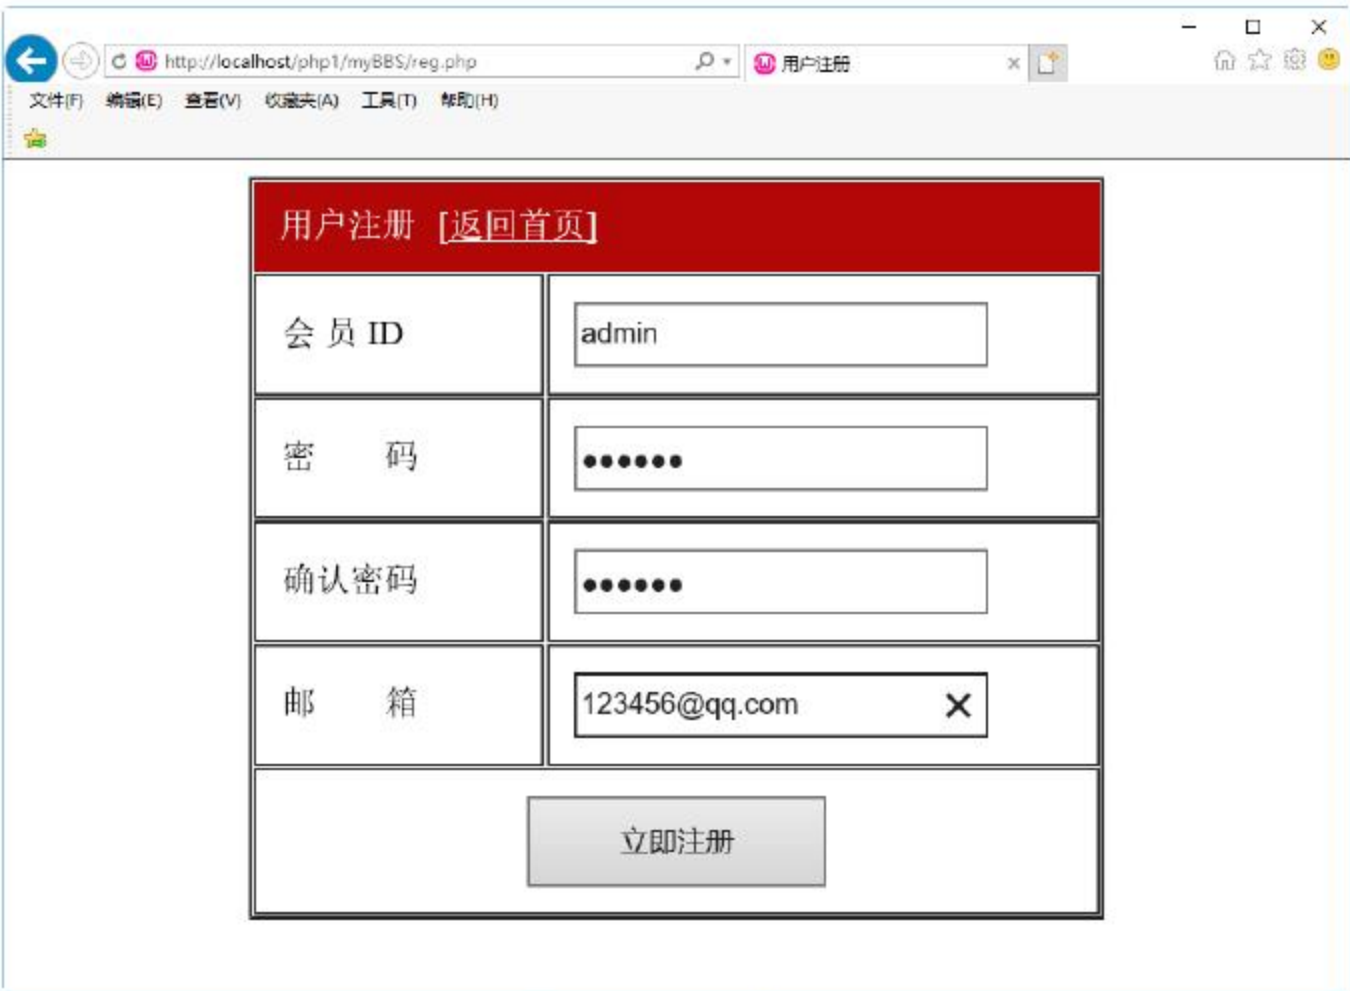 http://localhost/php1/myBBS/reg.php
用户注册
文件(F) 编辑(E) 查看(V) 收藏夹(A) 工具(T) 帮助(H)
用户注册 [返回首页]
会 员 ID
admin
密 码
••••••
确认密码
••••••
邮 箱
123456@qq.com
立即注册